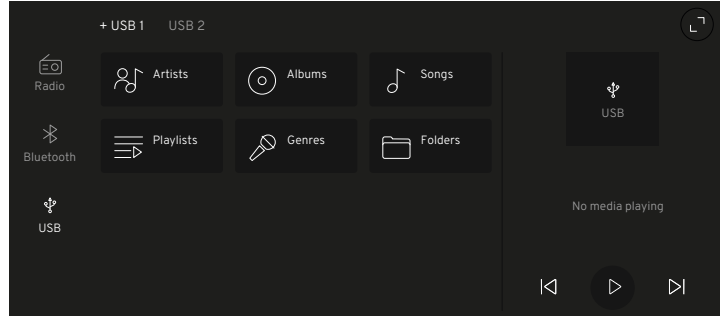 + USB 1 USB 2
Radio
Bluetooth
USB
Artists Albums Songs
Playlists Genres Folders
USB
No media playing